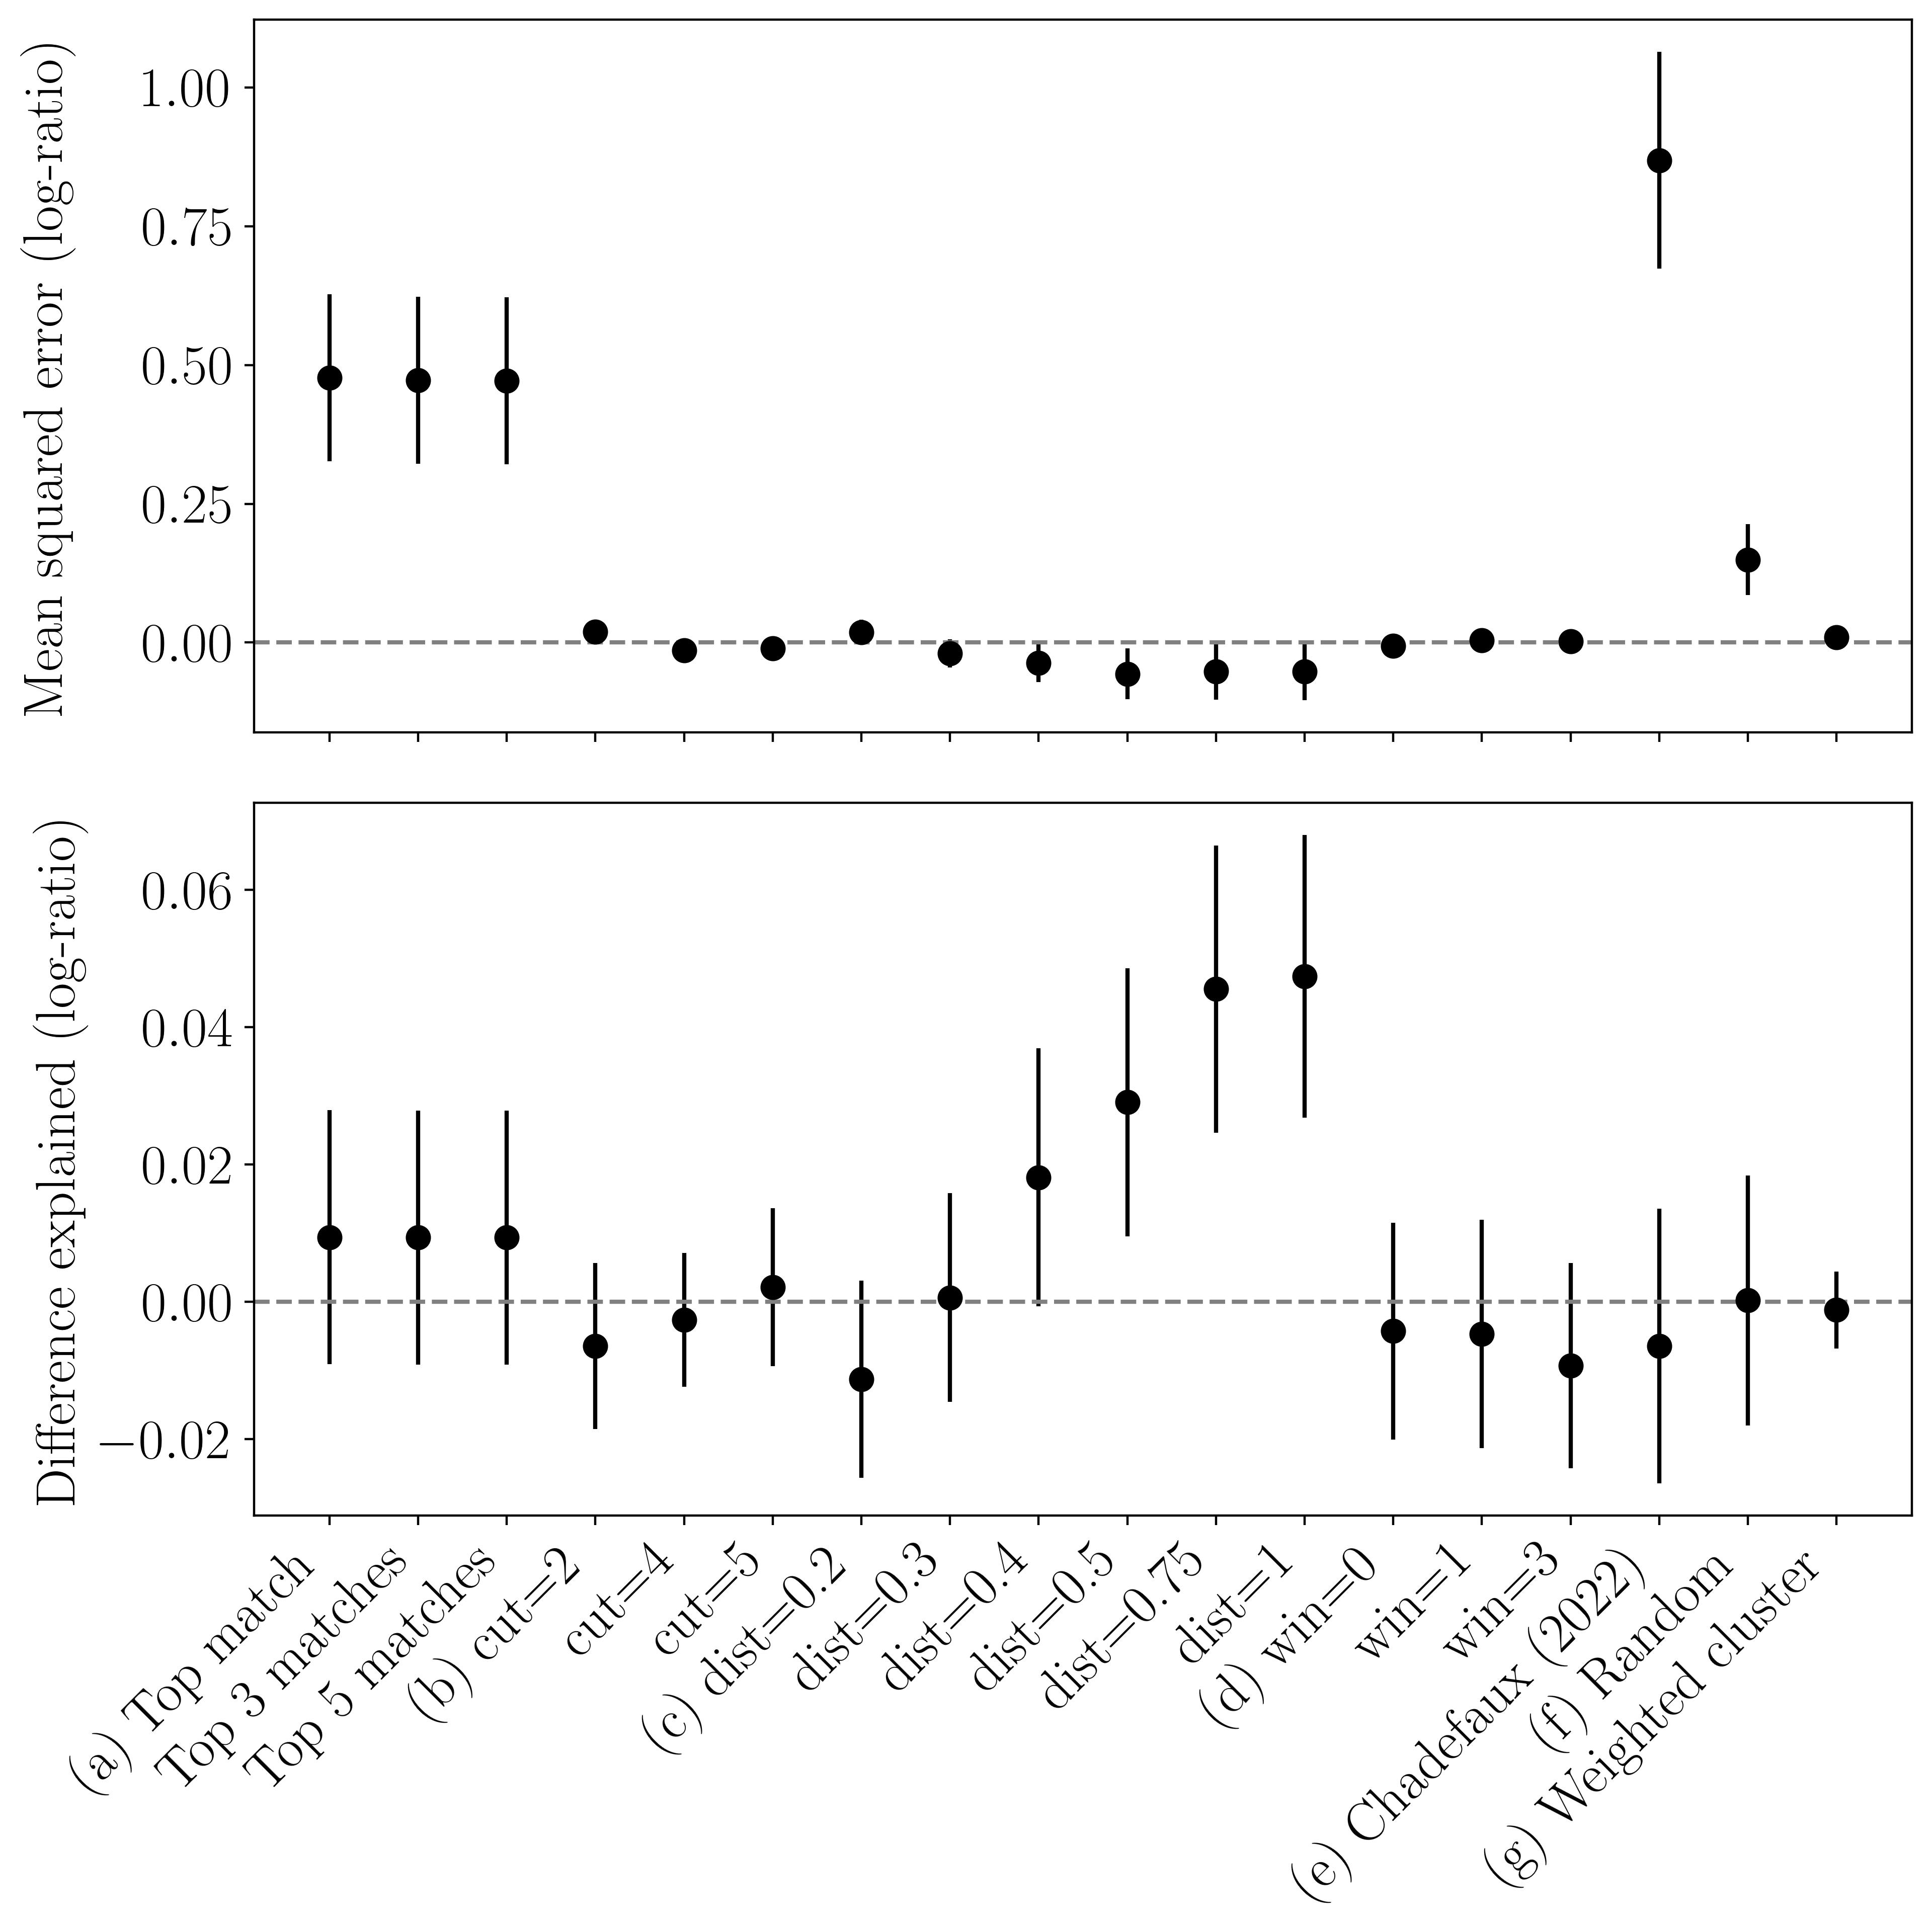 Mean squared error (log-ratio)
1.00
0.75
0.50
0.25
0.00
Difference explained (log-ratio)
0.06
0.04
0.02
0.00
−0.02
(a) Top match
Top 3 matches
Top 5 matches
(b) cut=2
cut=4
cut=5
(c) dist=0.2
dist=0.3
dist=0.4
dist=0.5
dist=0.75
dist=1
(d) win=0
win=1
win=3
(e) Chadefaux (2022)
(f) Random
(g) Weighted cluster